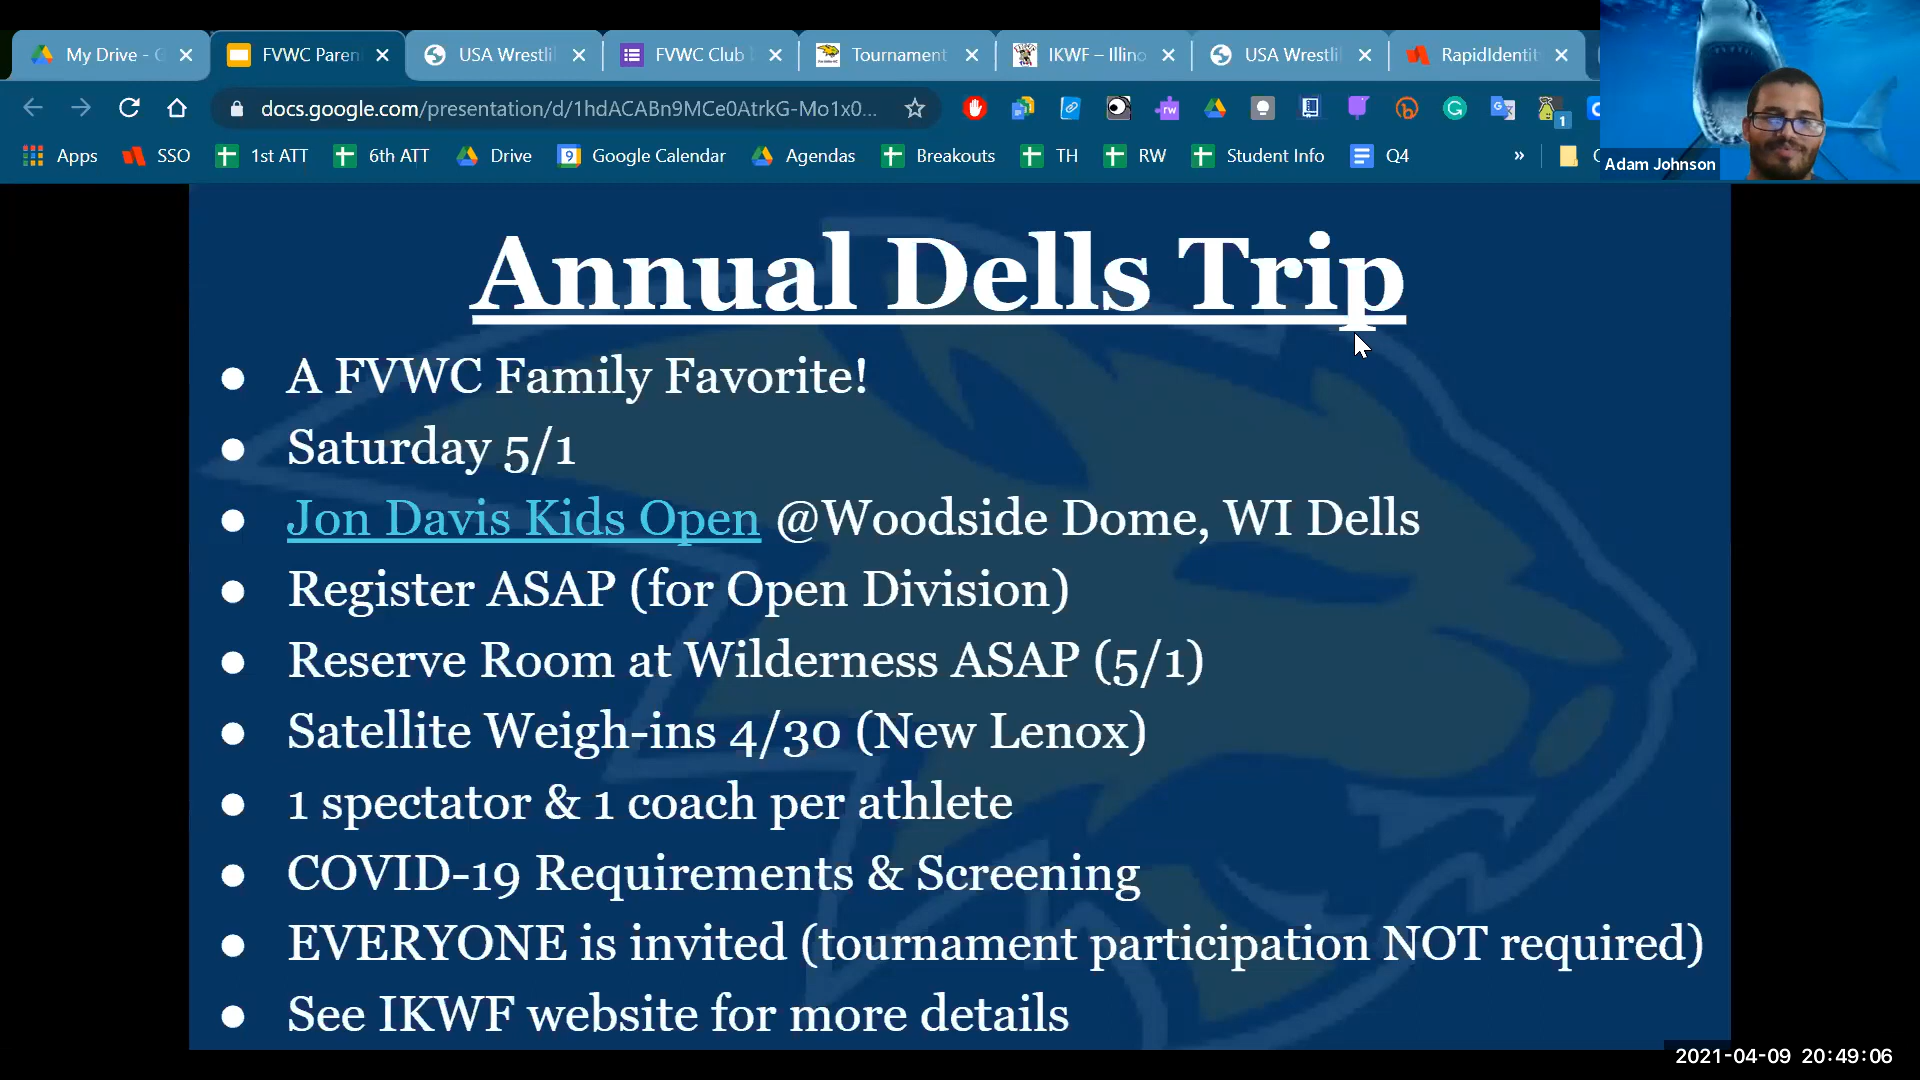 My Drive - G
FVWC Paren
USA Wrestli
FVWC Club
Tournament
IKWF – Illino
USA Wrestli
RapidIdentit
docs.google.com/presentation/d/1hdACABn9MCe0AtrkG-Mo1x0...
rw
1
Apps
SSO
1st ATT
6th ATT
Drive
9
Google Calendar
Agendas
Breakouts
TH
RW
Student Info
Q4
»
Adam Johnson
Annual Dells Trip
● A FVWC Family Favorite!
● Saturday 5/1
● Jon Davis Kids Open @Woodside Dome, WI Dells
● Register ASAP (for Open Division)
● Reserve Room at Wilderness ASAP (5/1)
● Satellite Weigh-ins 4/30 (New Lenox)
● 1 spectator & 1 coach per athlete
● COVID-19 Requirements & Screening
● EVERYONE is invited (tournament participation NOT required)
● See IKWF website for more details
2021-04-09 20:49:06